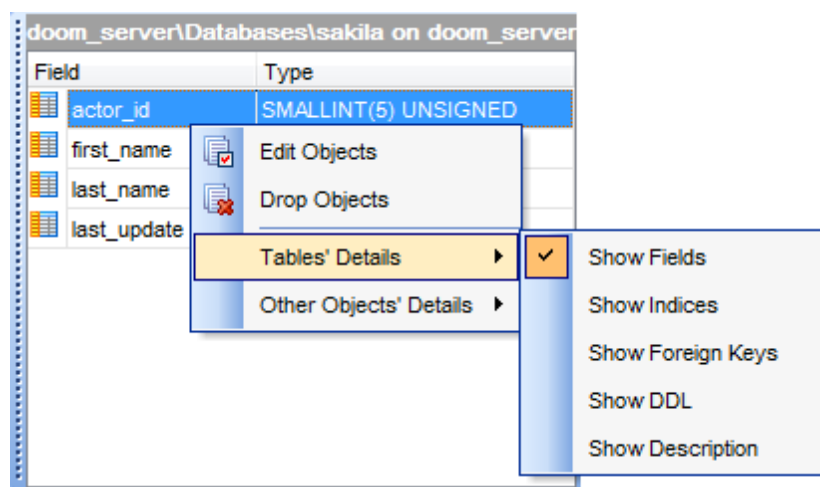 doom_server\Databases\sakila on doom_server
Field Type
actor_id SMALLINT(5) UNSIGNED
first_name
last_name
last_update
Edit Objects
Drop Objects
Tables' Details
Other Objects' Details
Show Fields
Show Indices
Show Foreign Keys
Show DDL
Show Description